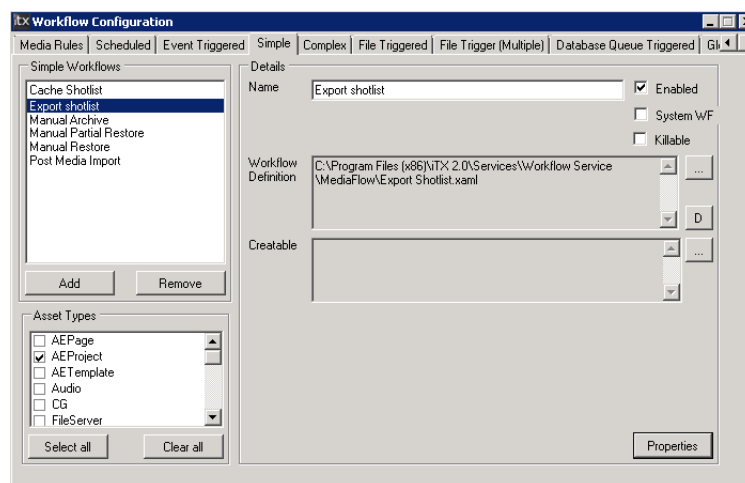 itx Workflow Configuration
Media Rules Scheduled Event Triggered Simple Complex File Triggered File Trigger (Multiple) Database Queue Triggered Gl
Simple Workflows
Cache Shotlist
Export shotlist
Manual Archive
Manual Partial Restore
Manual Restore
Post Media Import
Add Remove
Asset Types
AEPage
AEProject
AETemplate
Audio
CG
FileServer
Select all Clear all
Details
Name Export shotlist Enabled
System WF
Killable
Workflow Definition C:\Program Files (x86)\iTX 2.0\Services\Workflow Service
\MediaFlow\Export Shotlist.xaml
...
D
Creatable ...
Properties